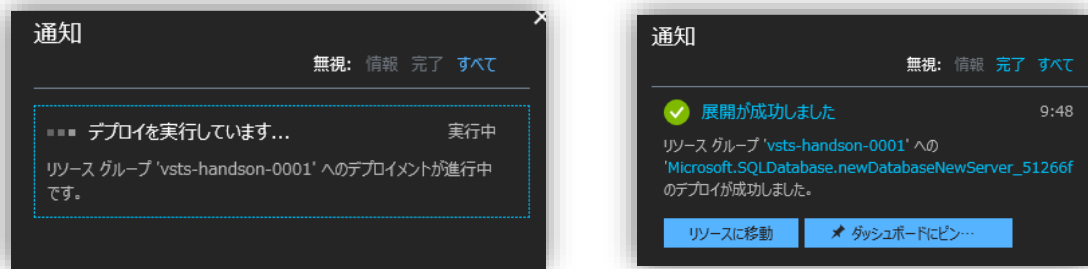 通知
無視: 情報 完了 すべて
デプロイを実行しています... 実行中
リソース グループ 'vsts-handson-0001' へのデプロイメントが進行中
です。
通知
無視: 情報 完了 すべて
展開が成功しました 9:48
リソース グループ 'vsts-handson-0001' への
'Microsoft.SQLDatabase.newDatabaseNewServer_51266f
のデプロイが成功しました。
リソースに移動 ダッシュボードにピン…